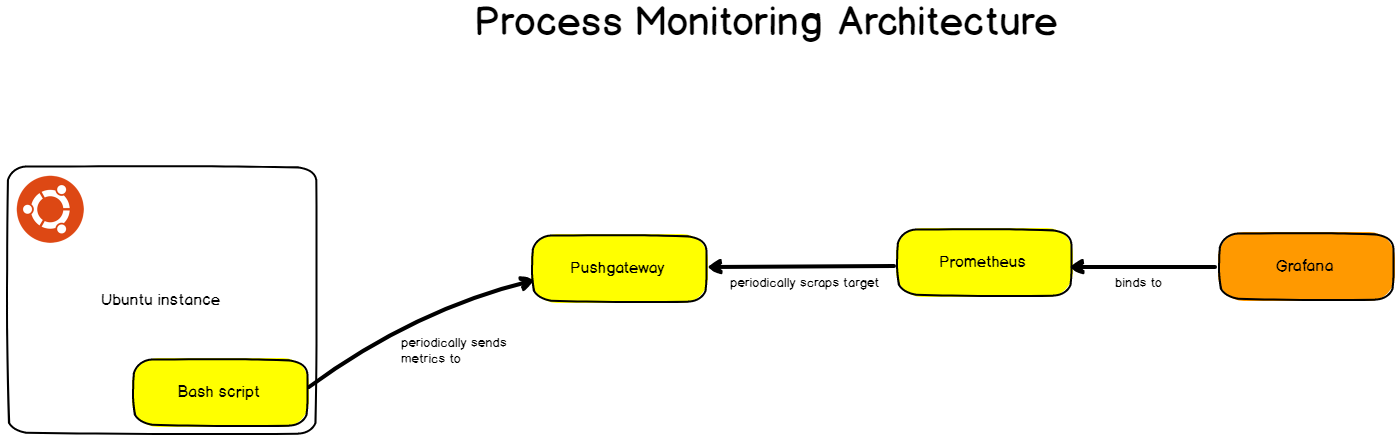 Process Monitoring Architecture
Ubuntu instance
Bash script
periodically sends
metrics to
Pushgateway
periodically scraps target
Prometheus
binds to
Grafana